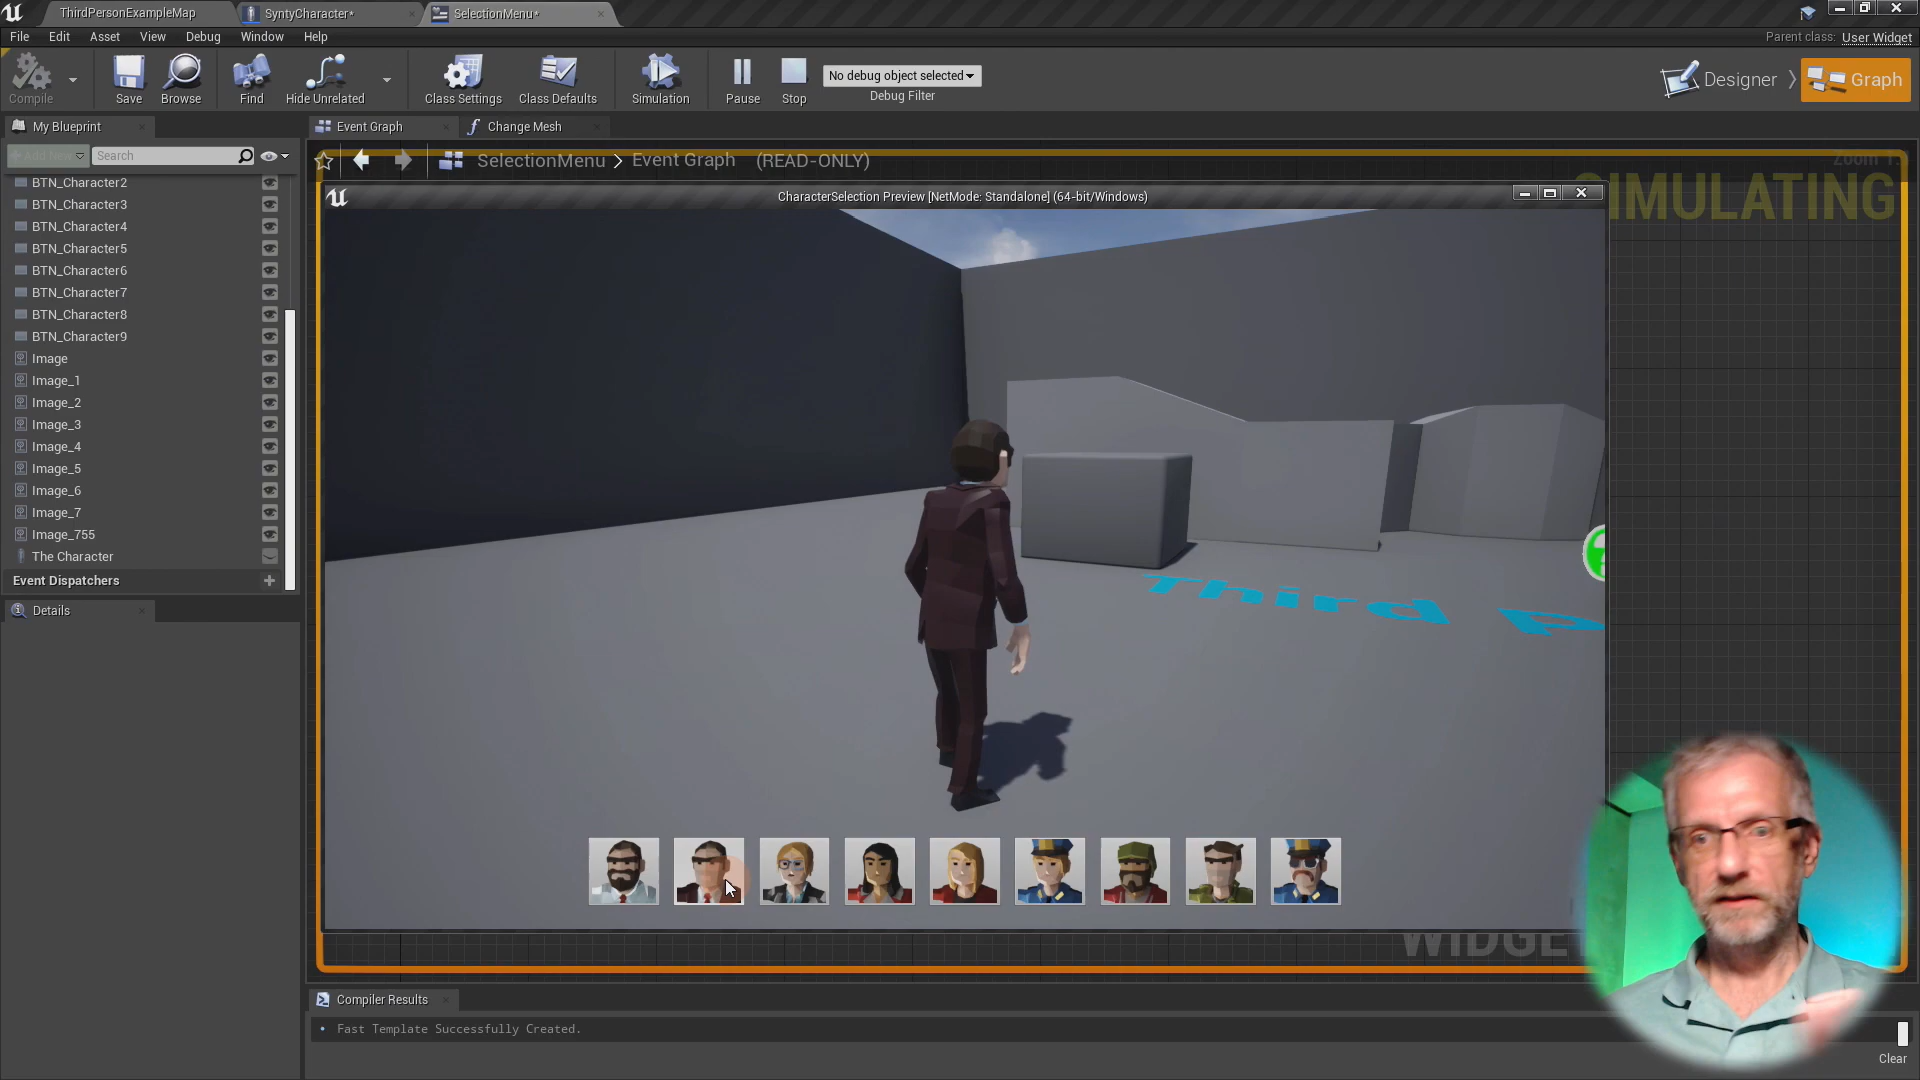 ThirdPersonExampleMap
SyntyCharacter*
SelectionMenu*
File Edit Asset View Debug Window Help
Parent class: User Widget
Compile
Save
Browse
Find
Hide Unrelated
Class Settings
Class Defaults
Simulation
Pause
Stop
No debug object selected
Debug Filter
Designer
Graph
My Blueprint
Event Graph
Change Mesh
Add New
Search
SelectionMenu > Event Graph (READ-ONLY)
SIMULATING
CharacterSelection Preview [NetMode: Standalone] (64-bit/Windows)
BTN_Character2
BTN_Character3
BTN_Character4
BTN_Character5
BTN_Character6
BTN_Character7
BTN_Character8
BTN_Character9
Image
Image_1
Image_2
Image_3
Image_4
Image_5
Image_6
Image_7
Image_755
The Character
Event Dispatchers
Details
Third P
WIDGE
Compiler Results
Fast Template Successfully Created.
Clear